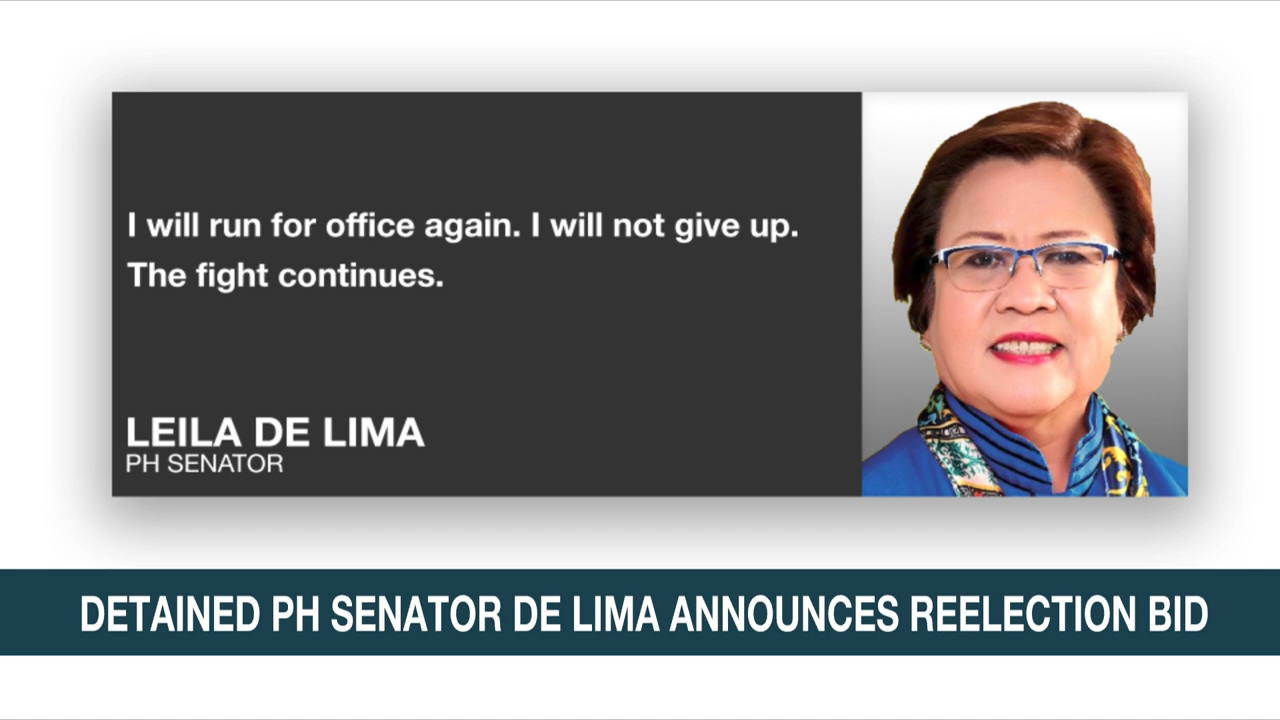 I will run for office again. I will not give up.
The fight continues.
LEILA DE LIMA
PH SENATOR
DETAINED PH SENATOR DE LIMA ANNOUNCES REELECTION BID